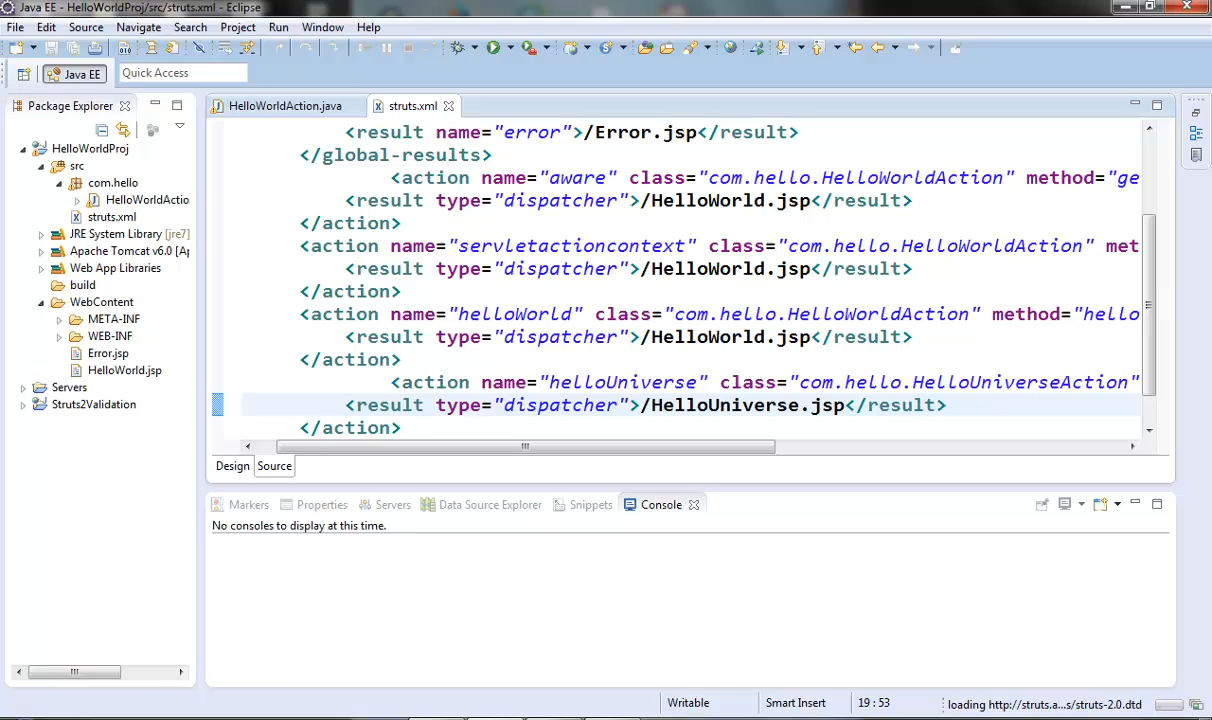 Java EE - HelloWorldProj/src/struts.xml - Eclipse
File Edit Source Navigate Search Project Run Window Help
Java EE Quick Access
Package Explorer
HelloWorldProj
src
com.hello
HelloWorldActio
struts.xml
JRE System Library [jre7]
Apache Tomcat v6.0 [A
Web App Libraries
build
WebContent
META-INF
WEB-INF
Error.jsp
HelloWorld.jsp
Servers
Struts2Validation
HelloWorldAction.java struts.xml
<result name="error">/Error.jsp</result>
</global-results>
<action name="aware" class="com.hello.HelloWorldAction" method="ge
<result type="dispatcher">/HelloWorld.jsp</result>
</action>
<action name="servletactioncontext" class="com.hello.HelloWorldAction" met
<result type="dispatcher">/HelloWorld.jsp</result>
</action>
<action name="helloWorld" class="com.hello.HelloWorldAction" method="hello
<result type="dispatcher">/HelloWorld.jsp</result>
</action>
<action name="helloUniverse" class="com.hello.HelloUniverseAction"
<result type="dispatcher">/HelloUniverse.jsp</result>
</action>
Design Source
Markers Properties Servers Data Source Explorer Snippets Console
No consoles to display at this time.
Writable Smart Insert 19 : 53 loading http://struts.a...s/struts-2.0.dtd